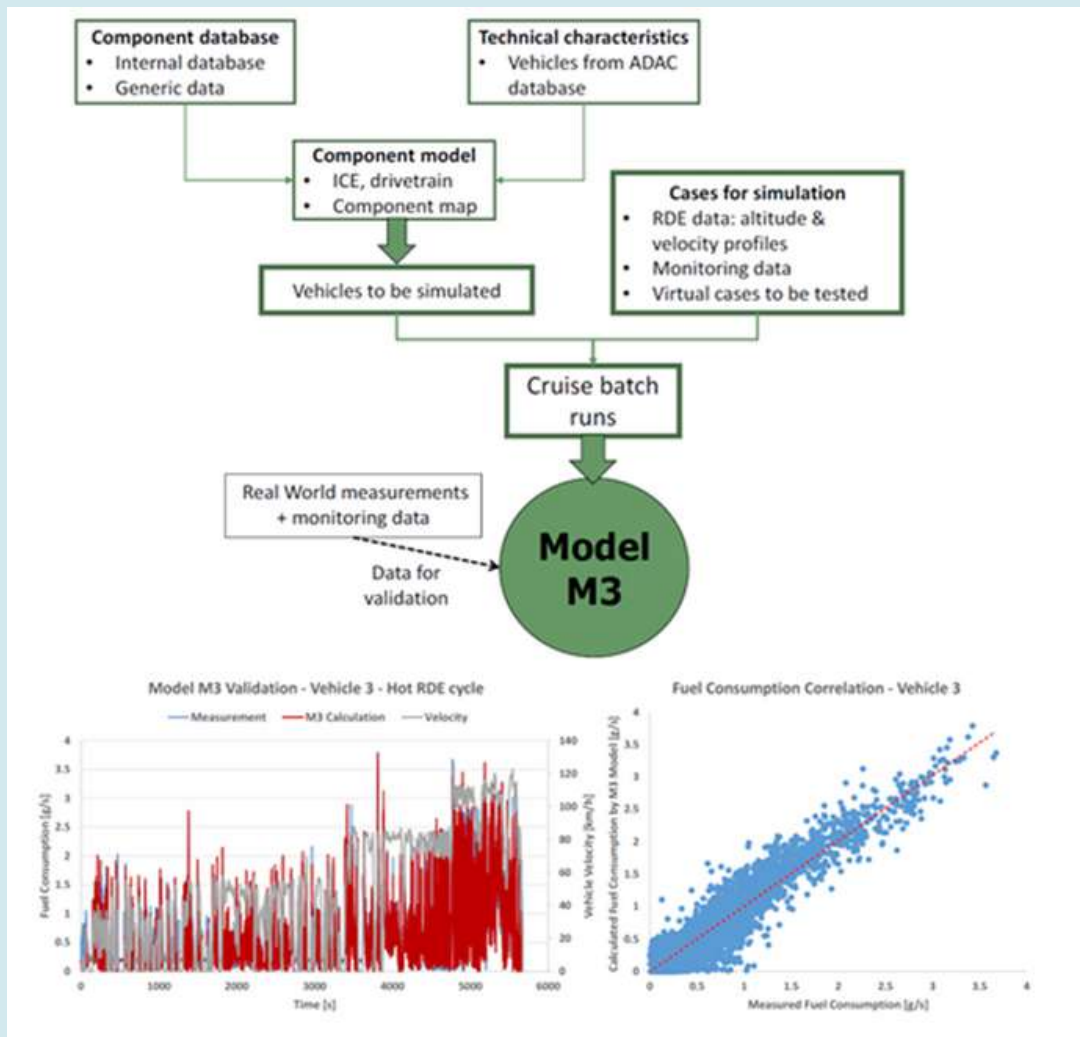 Component database
• Internal database
• Generic data
Technical characteristics
• Vehicles from ADAC
database
Component model
• ICE, drivetrain
• Component map
Cases for simulation
• RDE data: altitude &
velocity profiles
• Monitoring data
• Virtual cases to be tested
Vehicles to be simulated
Cruise batch
runs
Real World measurements
+ monitoring data
Model
M3
Data for
validation
Model M3 Validation - Vehicle 3 - Hot RDE cycle
Measurement M3 Calculation Velocity
Fuel Consumption [g/s]
4
3.5
3
2.5
2
1.5
1
0.5
0
140
120
100
80
60
40
20
0
Vehicle Velocity [km/h]
0 1000 2000 3000 4000 5000 6000
Time [s]
Fuel Consumption Correlation - Vehicle 3
Calculated Fuel Consumption by M3 Model [g/s]
4
3.5
3
2.5
2
1.5
1
0.5
0
0 0.5 1 1.5 2 2.5 3 3.5 4
Measured Fuel Consumption [g/s]